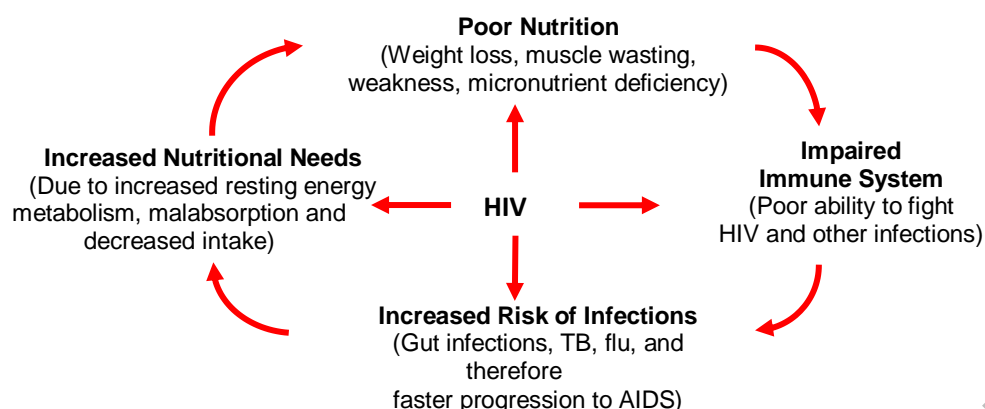 Poor Nutrition
(Weight loss, muscle wasting,
weakness, micronutrient deficiency)
Increased Nutritional Needs
(Due to increased resting energy
metabolism, malabsorption and
decreased intake)
HIV
Impaired
Immune System
(Poor ability to fight
HIV and other infections)
Increased Risk of Infections
(Gut infections, TB, flu, and
therefore
faster progression to AIDS)